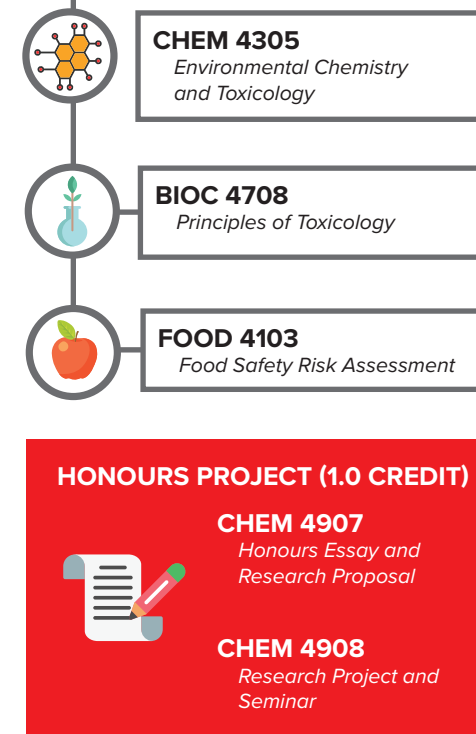 CHEM 4305
Environmental Chemistry
and Toxicology
BIOC 4708
Principles of Toxicology
FOOD 4103
Food Safety Risk Assessment
HONOURS PROJECT (1.0 CREDIT)
CHEM 4907
Honours Essay and
Research Proposal
CHEM 4908
Research Project and
Seminar